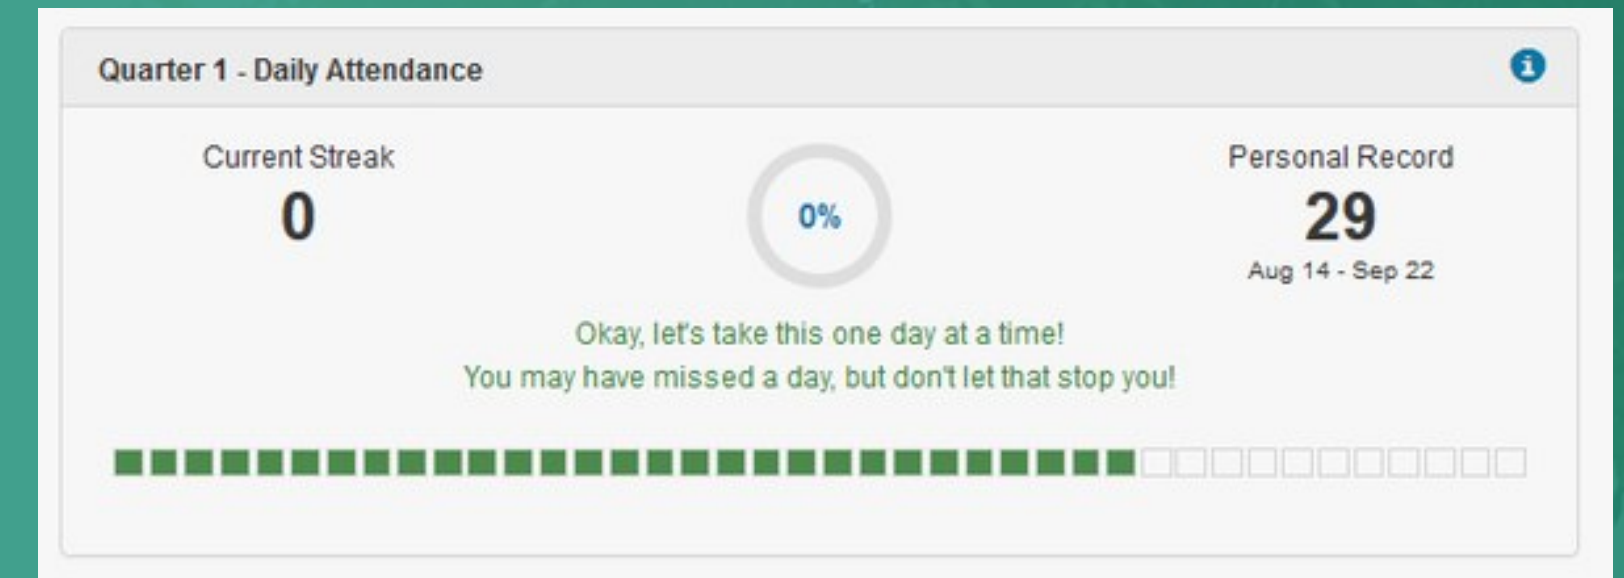 Quarter 1 - Daily Attendance
Current Streak
0
0%
Personal Record
29
Aug 14 - Sep 22
Okay, let's take this one day at a time!
You may have missed a day, but don't let that stop you!